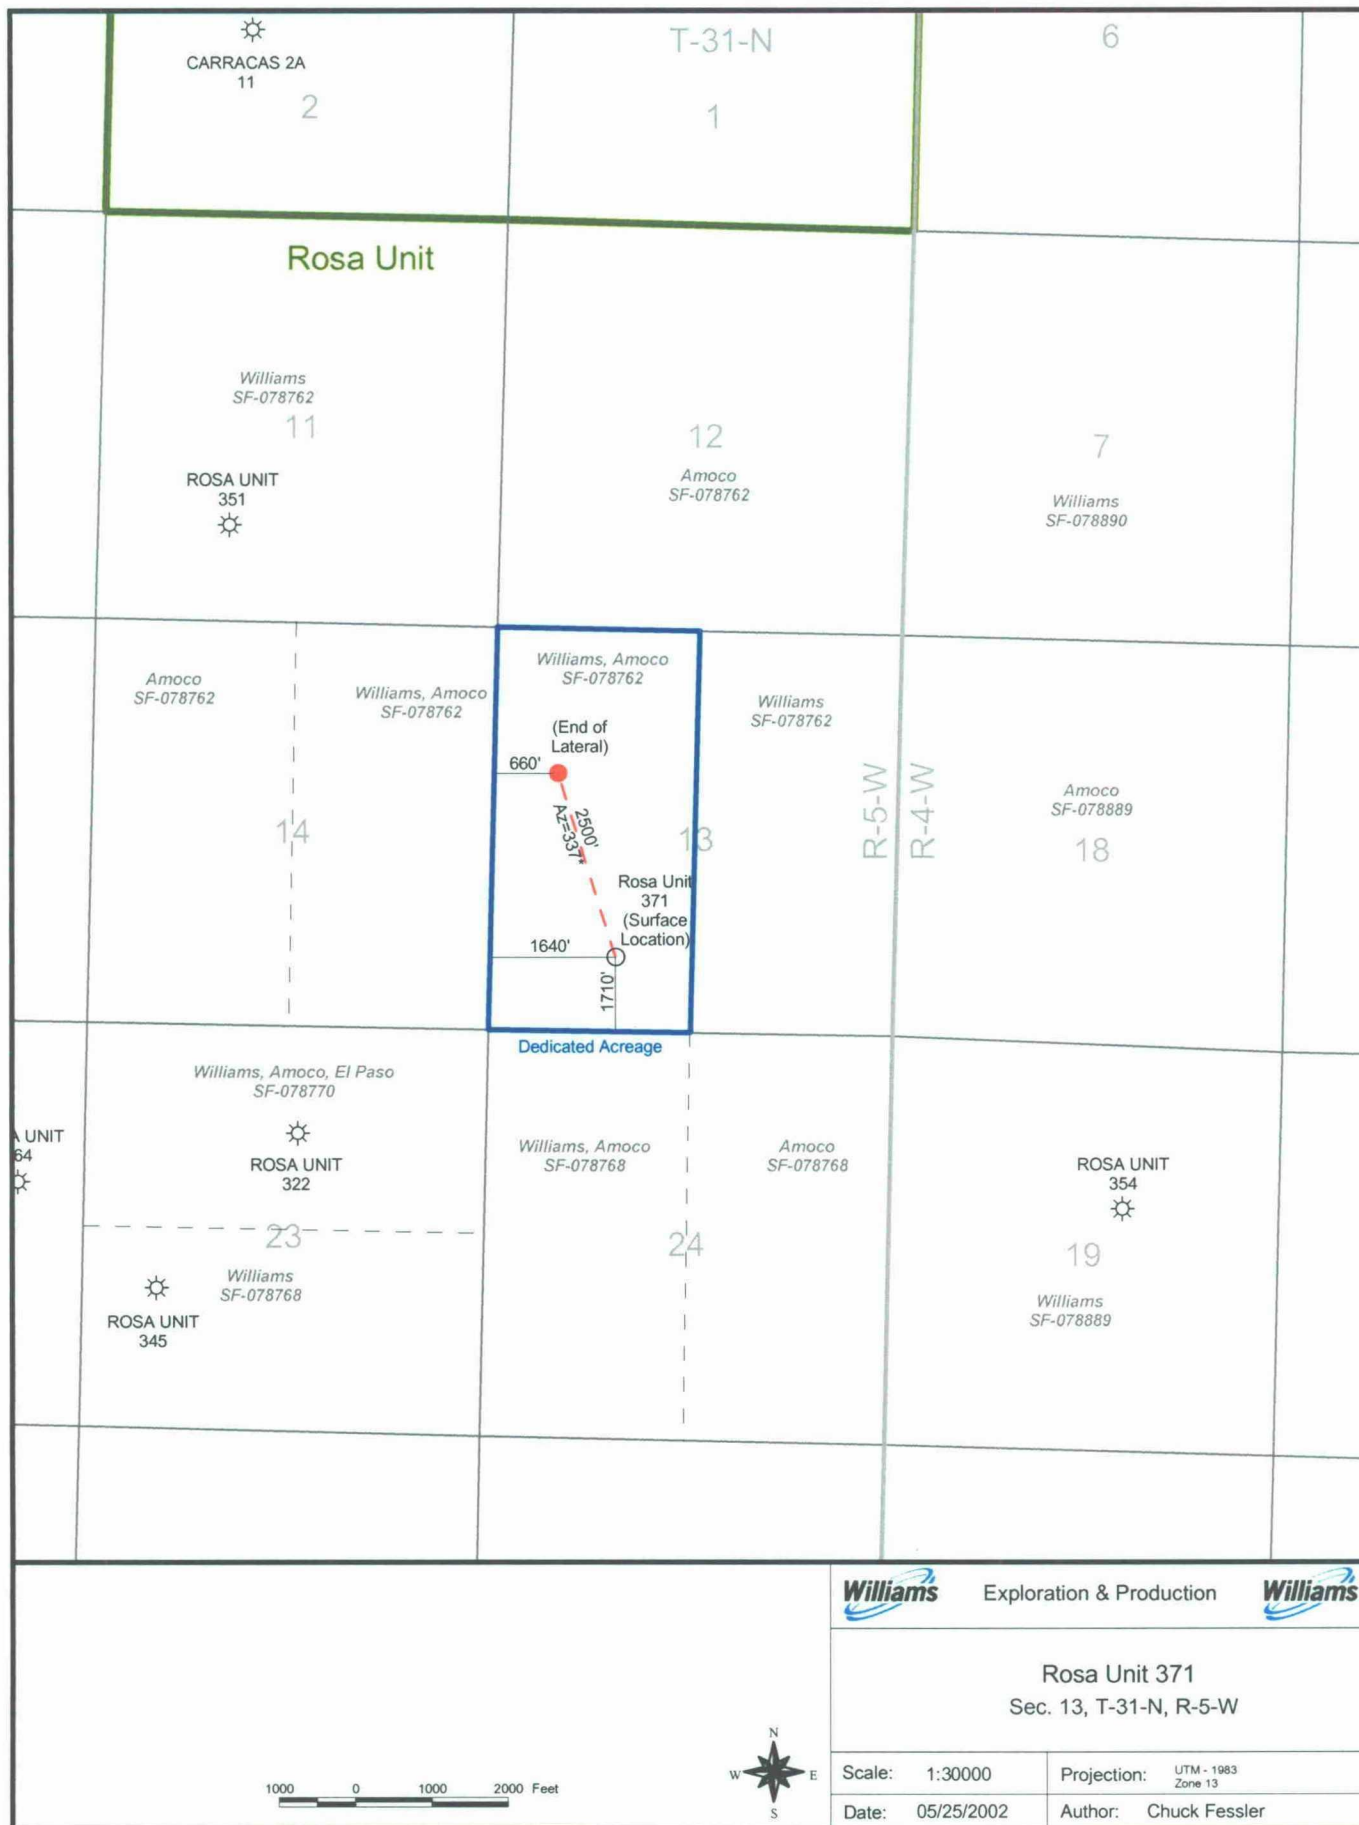 T-31-N
6
CARRACAS 2A
11
2
1
Rosa Unit
Williams
SF-078762
11
12
Amoco
SF-078762
7
Williams
SF-078890
ROSA UNIT
351
Amoco
SF-078762
Williams, Amoco
SF-078762
Williams, Amoco
SF-078762
Williams
SF-078762
(End of
Lateral)
660'
2500'
Az=337*
14
13
R-5-W
R-4-W
Amoco
SF-078889
18
Rosa Unit
371
(Surface
Location)
1640'
1710'
Dedicated Acreage
Williams, Amoco, El Paso
SF-078770
A UNIT
64
ROSA UNIT
322
Williams, Amoco
SF-078768
Amoco
SF-078768
ROSA UNIT
354
23
24
19
Williams
SF-078768
Williams
SF-078889
ROSA UNIT
345
Williams Exploration & Production Williams
Rosa Unit 371
Sec. 13, T-31-N, R-5-W
N
W E
S
1000 0 1000 2000 Feet
Scale: 1:30000
Projection: UTM - 1983
Zone 13
Date: 05/25/2002
Author: Chuck Fessler